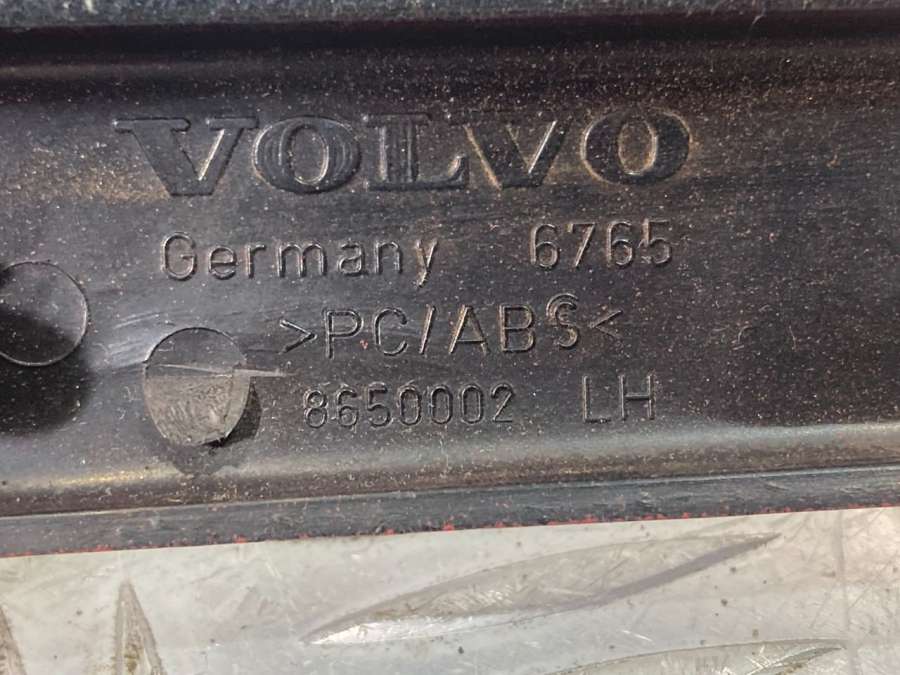 VOLVO
Germany 6765
>PC/ABS<
8650002 LH